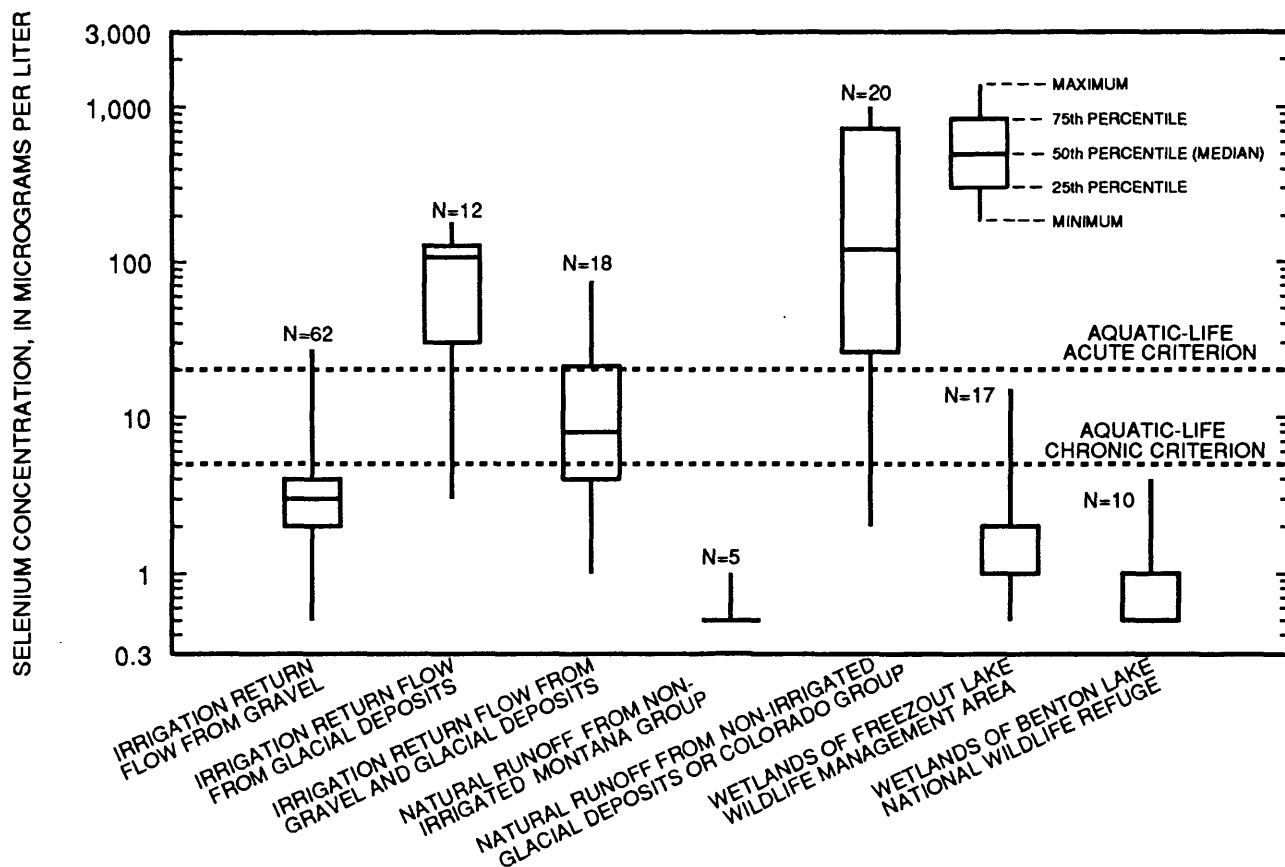 SELENIUM CONCENTRATION, IN MICROGRAMS PER LITER
3,000
1,000
100
10
1
0.3
N=62
N=12
N=18
N=5
N=20
N=17
N=10
MAXIMUM
75th PERCENTILE
50th PERCENTILE (MEDIAN)
25th PERCENTILE
MINIMUM
AQUATIC-LIFE
ACUTE CRITERION
AQUATIC-LIFE
CHRONIC CRITERION
IRRIGATION RETURN
FLOW FROM GRAVEL
IRRIGATION RETURN FLOW
FROM GLACIAL DEPOSITS
IRRIGATION RETURN FLOW FROM
GRAVEL AND GLACIAL DEPOSITS
NATURAL RUNOFF FROM NON-
IRRIGATED MONTANA GROUP
NATURAL RUNOFF FROM NON-IRRIGATED
GLACIAL DEPOSITS OR COLORADO GROUP
WETLANDS OF FREEZOUT LAKE
WILDLIFE MANAGEMENT AREA
WETLANDS OF BENTON LAKE
NATIONAL WILDLIFE REFUGE